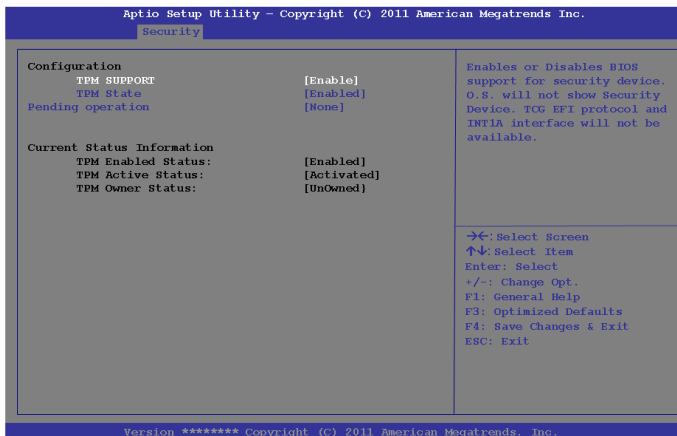 Aptio Setup Utility – Copyright (C) 2011 American Megatrends Inc.
Security
Configuration
TPM SUPPORT [Enable]
TPM State [Enabled]
Pending operation [None]
Current Status Information
TPM Enabled Status: [Enabled]
TPM Active Status: [Activated]
TPM Owner Status: [UnOwned}
Enables or Disables BIOS
support for security device.
O.S. will not show Security
Device. TCG EFI protocol and
INT1A interface will not be
available.
→←:Select Screen
↑↓:Select Item
Enter: Select
+/-: Change Opt.
F1: General Help
F3: Optimized Defaults
F4: Save Changes & Exit
ESC: Exit
Version ******** Copyright (C) 2011 American Megatrends. Inc.